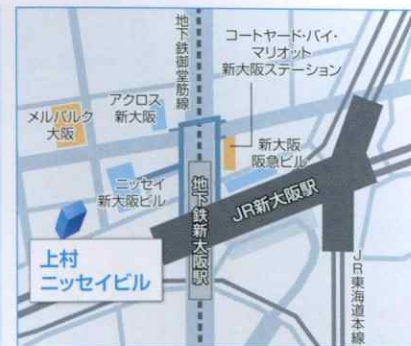 地下鉄御堂筋線
コートヤード・バイ・
マリオット
新大阪ステーション
アクロス
新大阪
メルパルク
大阪
新大阪
阪急ビル
ニッセイ
新大阪ビル
地下鉄新大阪駅
JR新大阪駅
上村
ニッセイビル
JR東海道本線